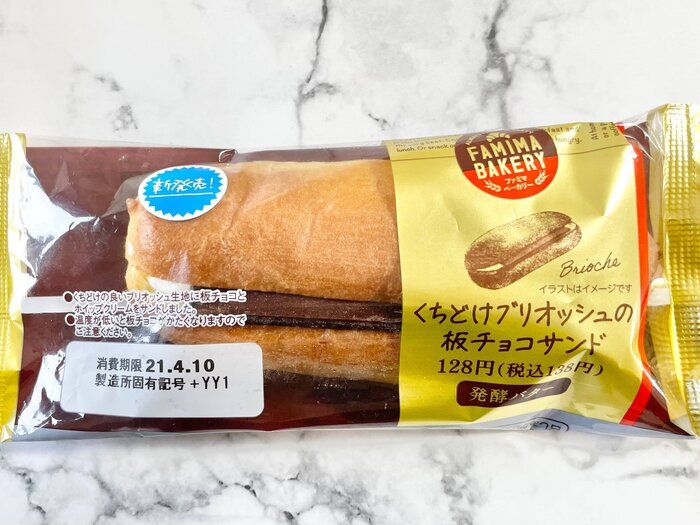 FAMIMA
BAKERY
ファミマ
ベーカリー
新発売！
Brioche
イラストはイメージです
●くちどけの良いブリオッシュ生地に板チョコと
ホイップクリームをサンドしました。
●温度が低いと板チョコがかたくなりますので
ご注意ください。
くちどけブリオッシュの
板チョコサンド
128円(税込138円)
発酵バター
消費期限 21.4.10
製造所固有記号 +YY1